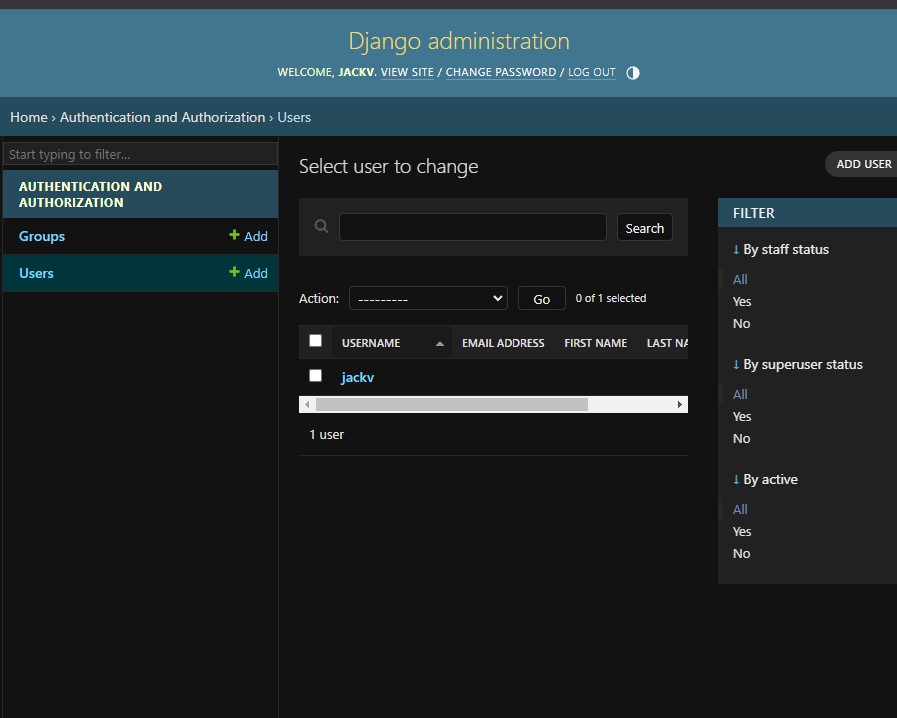 Django administration
WELCOME, JACKV. VIEW SITE / CHANGE PASSWORD / LOG OUT
Home › Authentication and Authorization › Users
Start typing to filter...
AUTHENTICATION AND
AUTHORIZATION
Groups + Add
Users + Add
Select user to change
ADD USER
Search
Action: --------- Go 0 of 1 selected
USERNAME EMAIL ADDRESS FIRST NAME LAST NA
jackv
1 user
FILTER
↓ By staff status
All
Yes
No
↓ By superuser status
All
Yes
No
↓ By active
All
Yes
No